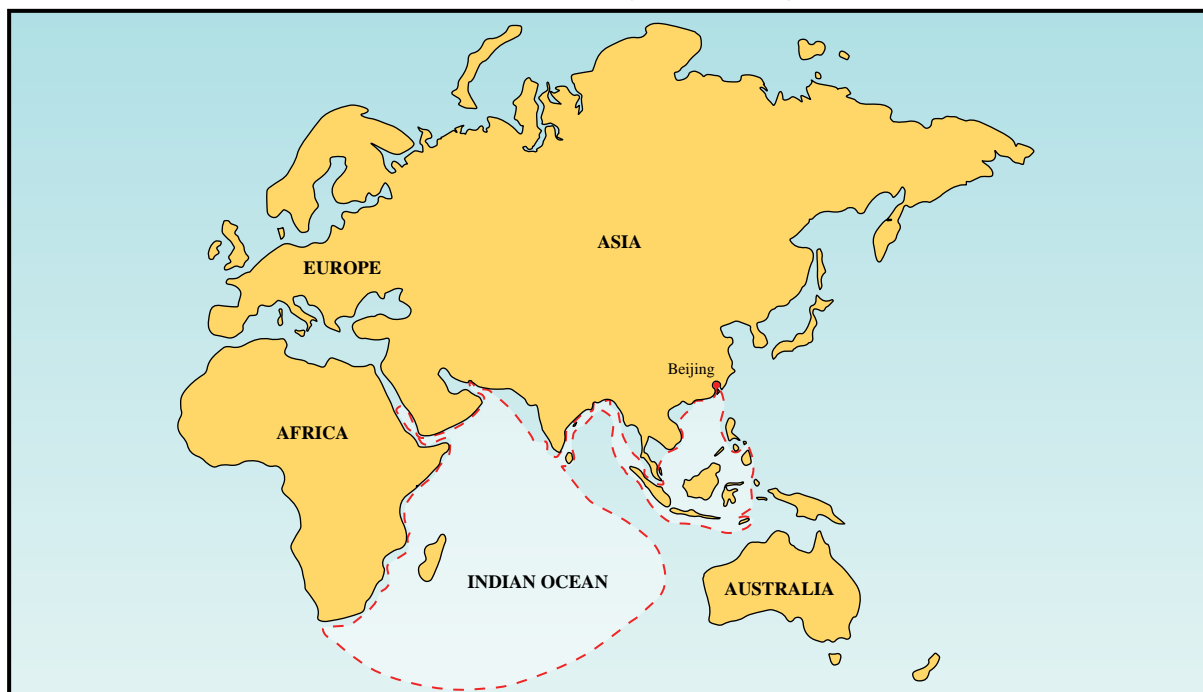 ASIA
EUROPE
Beijing
AFRICA
INDIAN OCEAN
AUSTRALIA